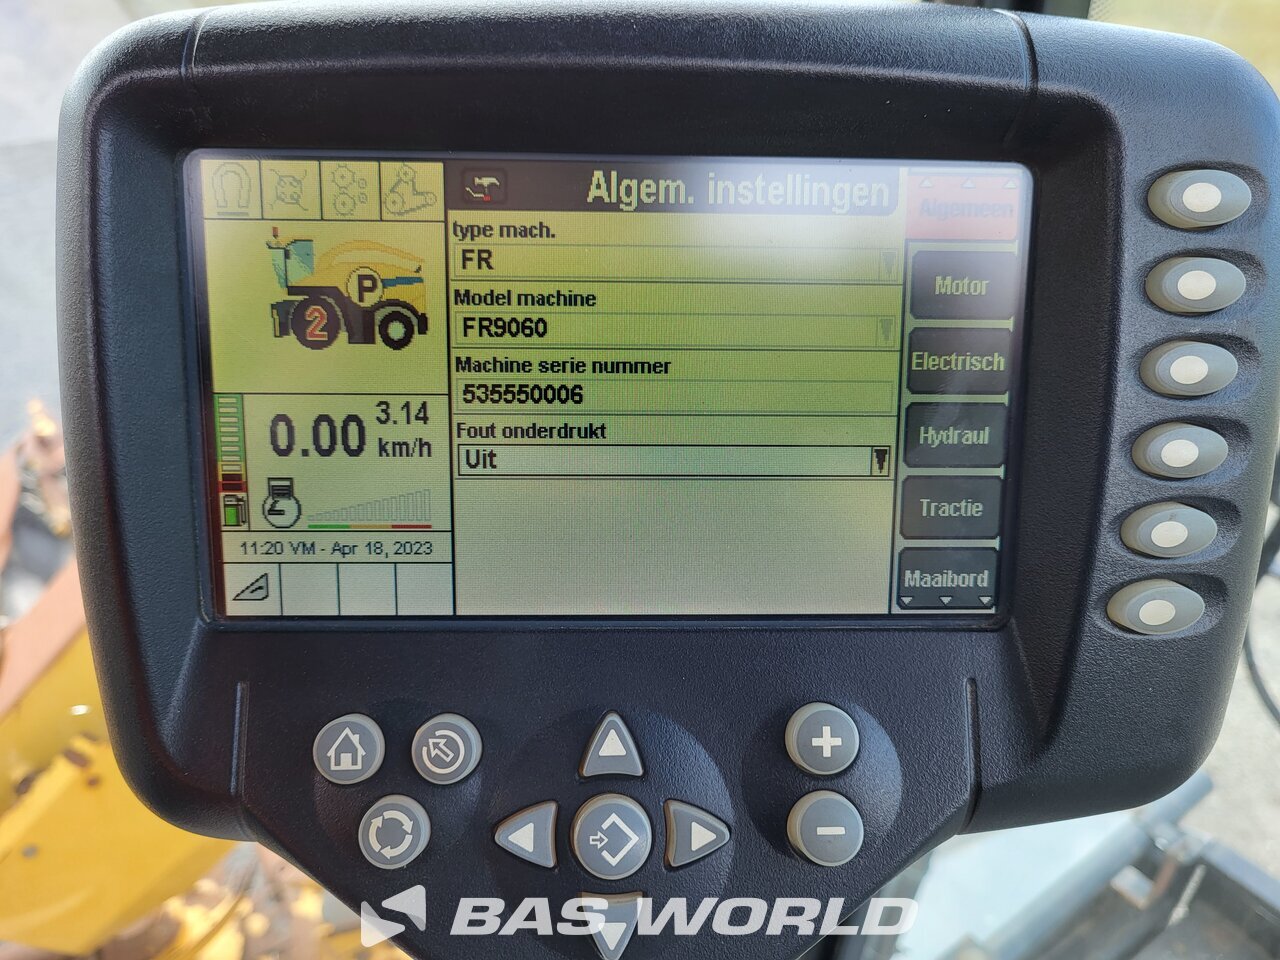 Algem. instellingen
type mach.
FR
Model machine
FR9060
Machine serie nummer
535550006
Fout onderdrukt
Uit
P
2
3.14
0.00 km/h
11:20 VM - Apr 18, 2023
Algemeen
Motor
Electrisch
Hydraul
Tractie
Maaibord
BAS WORLD